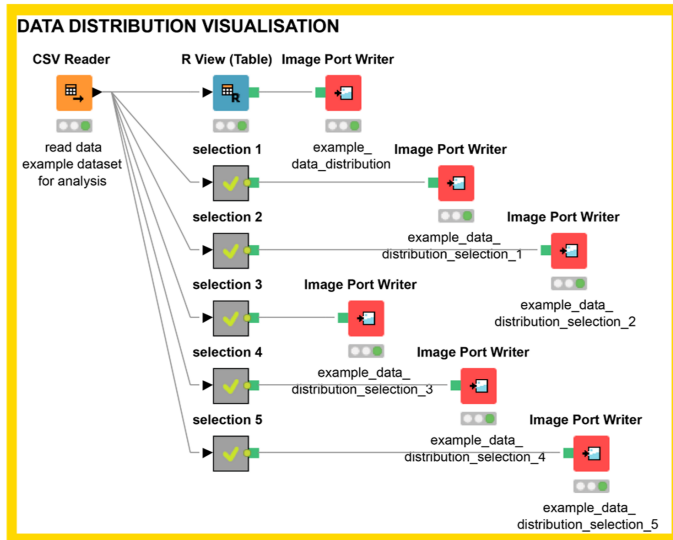 DATA DISTRIBUTION VISUALISATION
CSV Reader
R View (Table)
Image Port Writer
R
read data
example dataset
for analysis
example_
data_distribution
selection 1
Image Port Writer
example_data_
distribution_selection_1
selection 2
Image Port Writer
example_data_
distribution_selection_2
selection 3
Image Port Writer
example_data_
distribution_selection_3
selection 4
Image Port Writer
example_data_
distribution_selection_4
selection 5
Image Port Writer
example_data_
distribution_selection_5